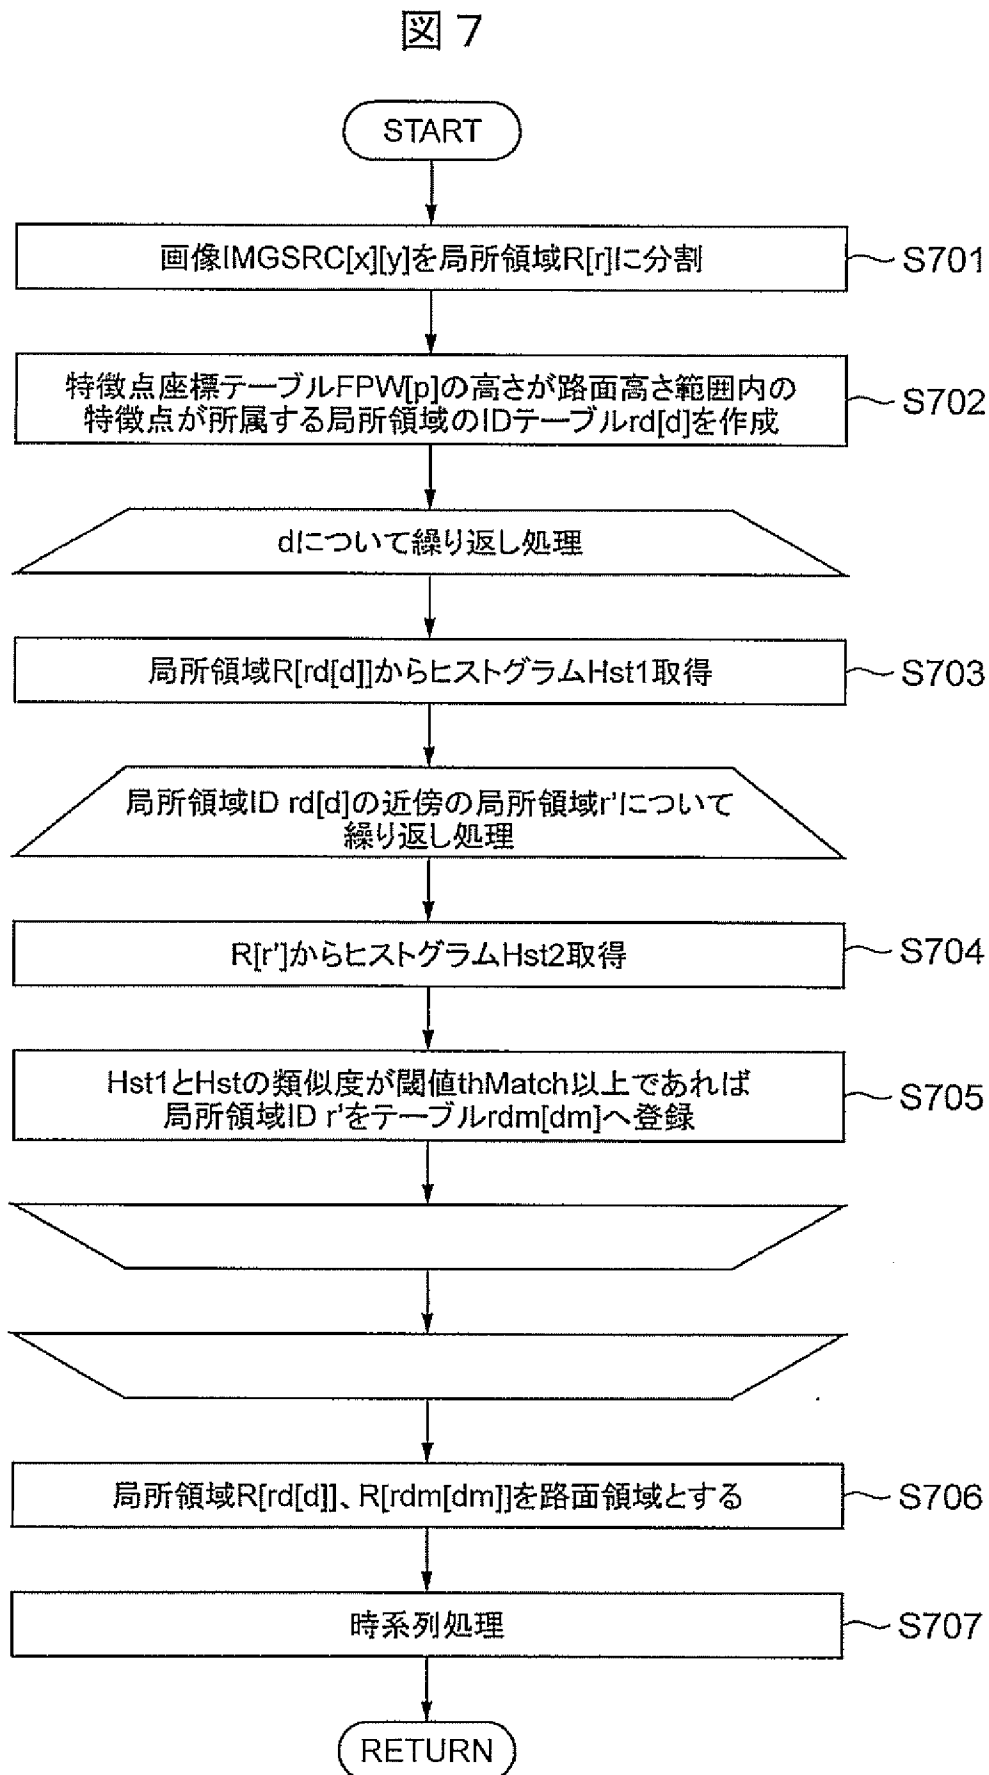 図 7
START
画像IMGSRC[x][y]を局所領域R[r]に分割
S701
特徴点座標テーブルFPW[p]の高さが路面高さ範囲内の
特徴点が所属する局所領域のIDテーブルrd[d]を作成
S702
dについて繰り返し処理
局所領域R[rd[d]]からヒストグラムHst1取得
S703
局所領域ID rd[d]の近傍の局所領域r'について
繰り返し処理
R[r']からヒストグラムHst2取得
S704
Hst1とHstの類似度が閾値thMatch以上であれば
局所領域ID r'をテーブルrdm[dm]へ登録
S705
局所領域R[rd[d]]、R[rdm[dm]]を路面領域とする
S706
時系列処理
S707
RETURN